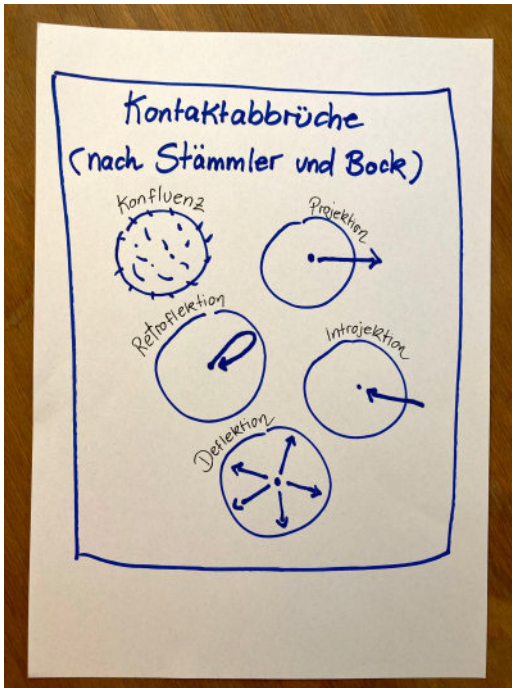 Kontaktabbrüche
(nach Stämmler und Bock)
Konfluenz
Projektion
Retroflektion
Introjektion
Deflektion